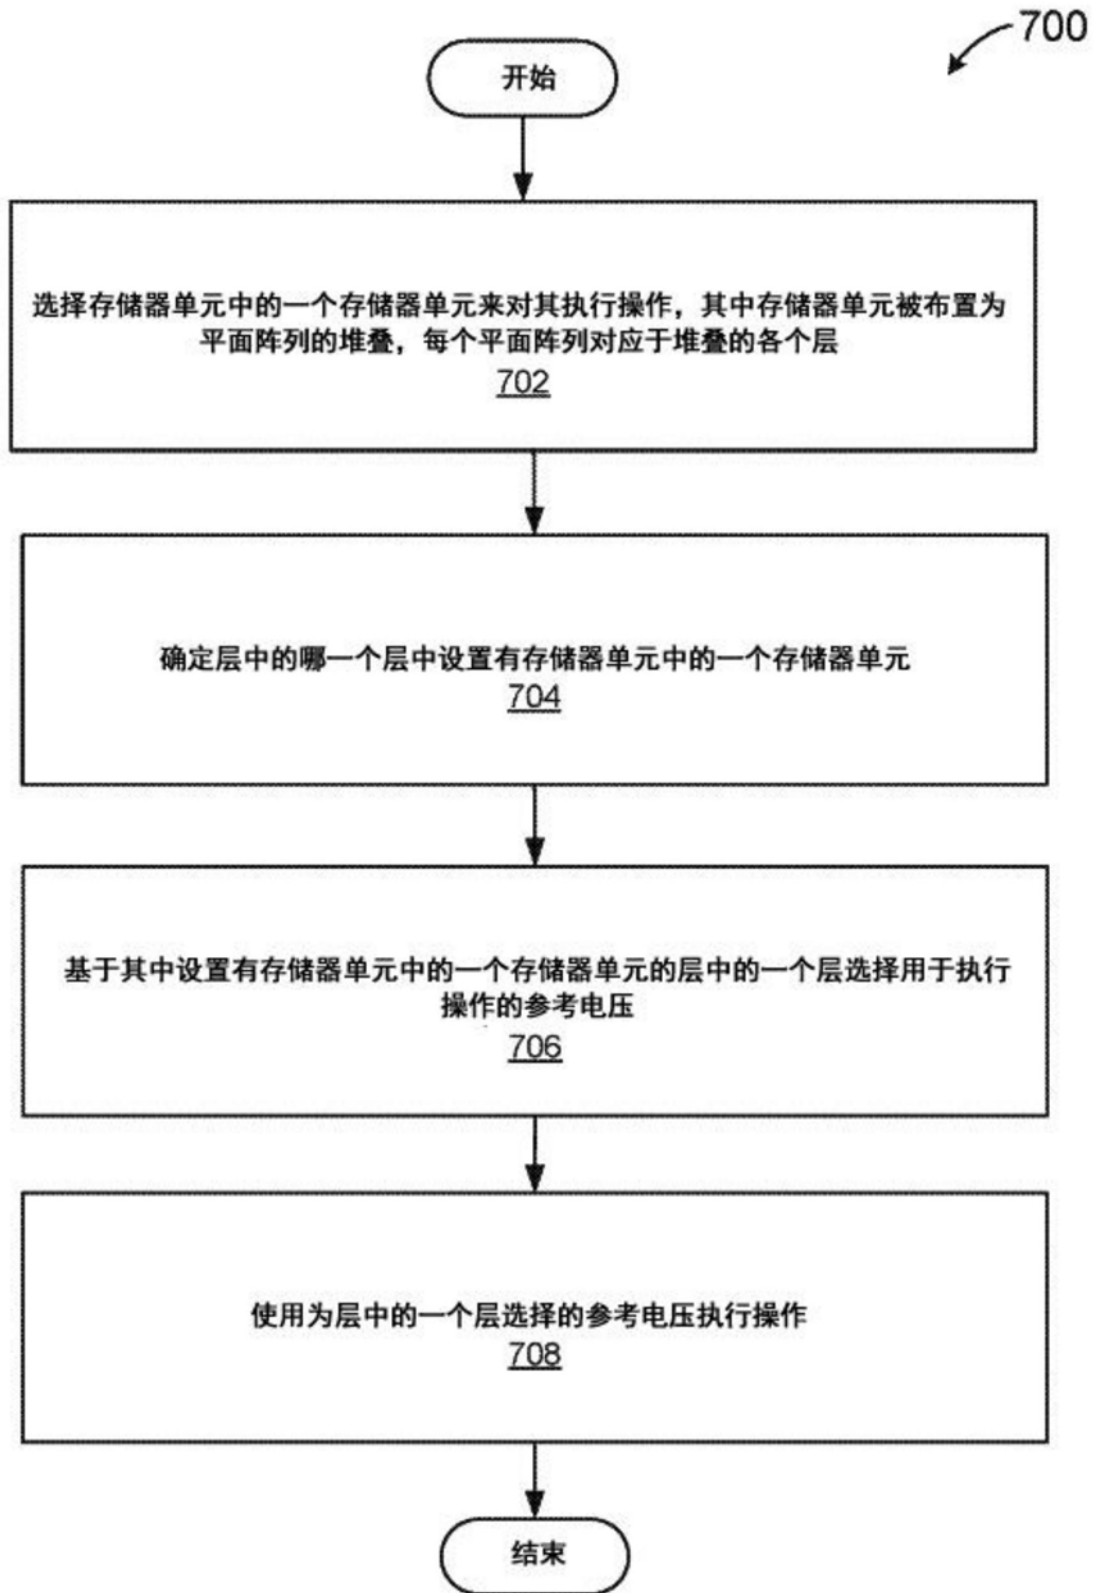 700
开始
选择存储器单元中的一个存储器单元来对其执行操作，其中存储器单元被布置为
平面阵列的堆叠，每个平面阵列对应于堆叠的各个层
702
确定层中的哪一个层中设置有存储器单元中的一个存储器单元
704
基于其中设置有存储器单元中的一个存储器单元的层中的一个层选择用于执行
操作的参考电压
706
使用为层中的一个层选择的参考电压执行操作
708
结束